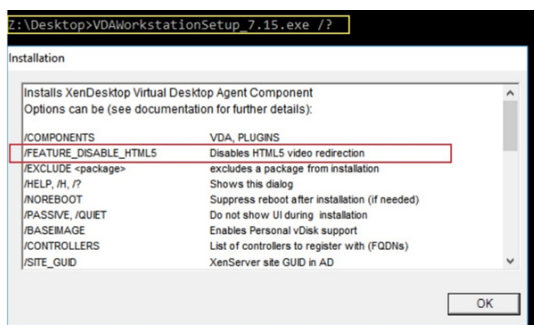 Z:\Desktop>VDAWorkstationSetup_7.15.exe /?
Installation
Installs XenDesktop Virtual Desktop Agent Component
Options can be (see documentation for further details):
/COMPONENTS VDA, PLUGINS
/FEATURE_DISABLE_HTML5 Disables HTML5 video redirection
/EXCLUDE <package> excludes a package from installation
/HELP, /H, /? Shows this dialog
/NOREBOOT Suppress reboot after installation (if needed)
/PASSIVE, /QUIET Do not show UI during installation
/BASEIMAGE Enables Personal vDisk support
/CONTROLLERS List of controllers to register with (FQDNs)
/SITE_GUID XenServer site GUID in AD
OK